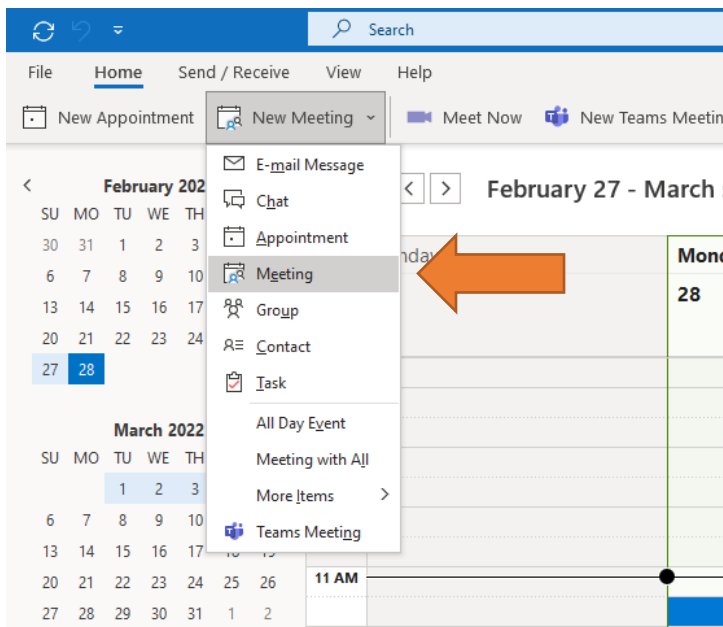 Search
File Home Send / Receive View Help
New Appointment New Meeting Meet Now New Teams
E-mail Message
Chat
Appointment
Meeting
Group
Contact
Task
All Day Event
Meeting with All
More Items
Teams Meeting
February
SU MO TU WE TH
30 31 1 2 3
6 7 8 9 10
13 14 15 16 17
20 21 22 23 24
27 28
March 2022
SU MO TU WE TH
1 2 3
6 7 8 9 10
13 14 15 16 17
20 21 22 23 24 25 26
27 28 29 30 31 1 2
February 27 - March
28
11 AM